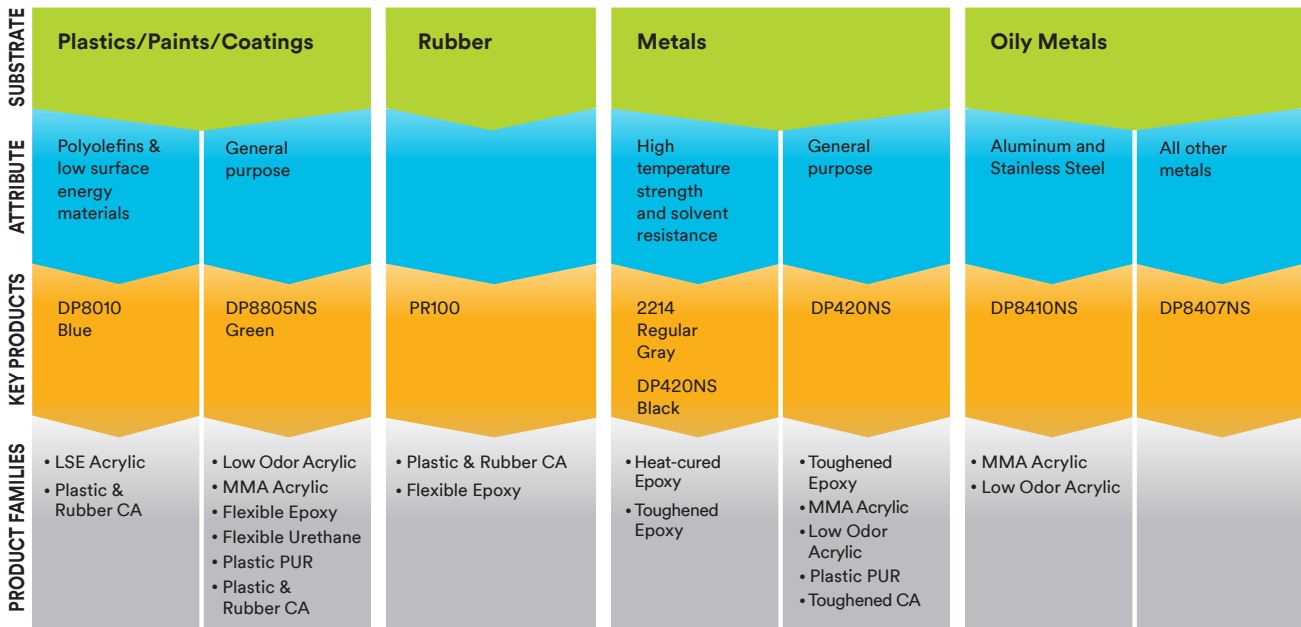 SUBSTRATE
Plastics/Paints/Coatings
Rubber
Metals
Oily Metals
ATTRIBUTE
Polyolefins &
low surface
energy
materials
General
purpose
High
temperature
strength
and solvent
resistance
General
purpose
Aluminum and
Stainless Steel
All other
metals
KEY PRODUCTS
DP8010
Blue
DP8805NS
Green
PR100
2214
Regular
Gray
DP420NS
Black
DP420NS
DP8410NS
DP8407NS
PRODUCT FAMILIES
• LSE Acrylic
• Plastic &
Rubber CA
• Low Odor Acrylic
• MMA Acrylic
• Flexible Epoxy
• Flexible Urethane
• Plastic PUR
• Plastic &
Rubber CA
• Plastic & Rubber CA
• Flexible Epoxy
• Heat-cured
Epoxy
• Toughened
Epoxy
• Toughened
Epoxy
• MMA Acrylic
• Low Odor
Acrylic
• Plastic PUR
• Toughened CA
• MMA Acrylic
• Low Odor Acrylic